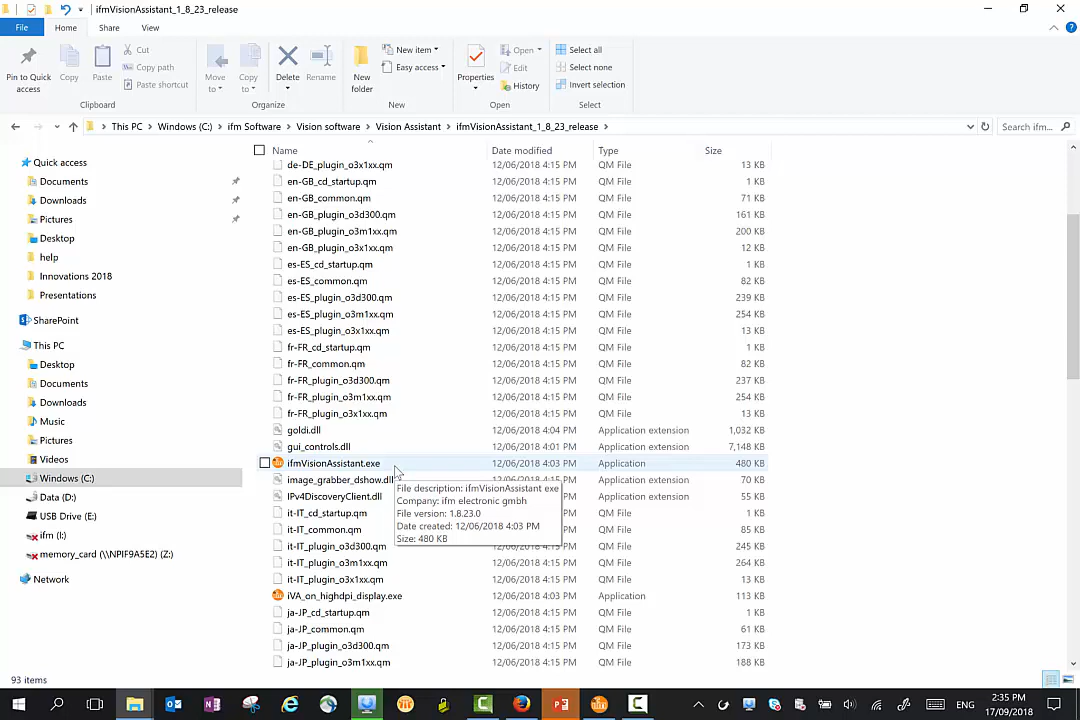 ifmVisionAssistant_1_8_23_release
File
Home
Share
View
Pin to Quick access
Copy
Paste
Cut
Copy path
Paste shortcut
Clipboard
Move to
Copy to
Delete
Rename
Organize
New folder
New item
Easy access
New
Properties
Open
Edit
History
Open
Select all
Select none
Invert selection
Select
This PC > Windows (C:) > ifm Software > Vision software > Vision Assistant > ifmVisionAssistant_1_8_23_release >
Search ifm...
Quick access
Documents
Downloads
Pictures
Desktop
help
Innovations 2018
Presentations
SharePoint
This PC
Desktop
Documents
Downloads
Music
Pictures
Videos
Windows (C:)
Data (D:)
USB Drive (E:)
ifm (I:)
memory_card (\\NPIF9A5E2) (Z:)
Network
Name Date modified Type Size
de-DE_plugin_o3x1xx.qm 12/06/2018 4:15 PM QM File 13 KB
en-GB_cd_startup.qm 12/06/2018 4:15 PM QM File 1 KB
en-GB_common.qm 12/06/2018 4:15 PM QM File 71 KB
en-GB_plugin_o3d300.qm 12/06/2018 4:15 PM QM File 161 KB
en-GB_plugin_o3m1xx.qm 12/06/2018 4:15 PM QM File 200 KB
en-GB_plugin_o3x1xx.qm 12/06/2018 4:15 PM QM File 12 KB
es-ES_cd_startup.qm 12/06/2018 4:15 PM QM File 1 KB
es-ES_common.qm 12/06/2018 4:15 PM QM File 82 KB
es-ES_plugin_o3d300.qm 12/06/2018 4:15 PM QM File 239 KB
es-ES_plugin_o3m1xx.qm 12/06/2018 4:15 PM QM File 254 KB
es-ES_plugin_o3x1xx.qm 12/06/2018 4:15 PM QM File 13 KB
fr-FR_cd_startup.qm 12/06/2018 4:15 PM QM File 1 KB
fr-FR_common.qm 12/06/2018 4:15 PM QM File 82 KB
fr-FR_plugin_o3d300.qm 12/06/2018 4:15 PM QM File 237 KB
fr-FR_plugin_o3m1xx.qm 12/06/2018 4:15 PM QM File 254 KB
fr-FR_plugin_o3x1xx.qm 12/06/2018 4:15 PM QM File 13 KB
goldi.dll 12/06/2018 4:04 PM Application extension 1,032 KB
gui_controls.dll 12/06/2018 4:01 PM Application extension 7,148 KB
ifmVisionAssistant.exe 12/06/2018 4:03 PM Application 480 KB
image_grabber_dshow.dll Application extension 70 KB
IPv4DiscoveryClient.dll Application extension 55 KB
it-IT_cd_startup.qm QM File 1 KB
it-IT_common.qm QM File 85 KB
it-IT_plugin_o3d300.qm 12/06/2018 4:15 PM QM File 245 KB
it-IT_plugin_o3m1xx.qm 12/06/2018 4:15 PM QM File 264 KB
it-IT_plugin_o3x1xx.qm 12/06/2018 4:15 PM QM File 13 KB
iVA_on_highdpi_display.exe 12/06/2018 4:03 PM Application 113 KB
ja-JP_cd_startup.qm 12/06/2018 4:15 PM QM File 1 KB
ja-JP_common.qm 12/06/2018 4:15 PM QM File 61 KB
ja-JP_plugin_o3d300.qm 12/06/2018 4:15 PM QM File 173 KB
ja-JP_plugin_o3m1xx.qm 12/06/2018 4:15 PM QM File 188 KB
File description: ifmVisionAssistant exe
Company: ifm electronic gmbh
File version: 1.8.23.0
Date created: 12/06/2018 4:03 PM
Size: 480 KB
93 items
ENG
2:35 PM
17/09/2018